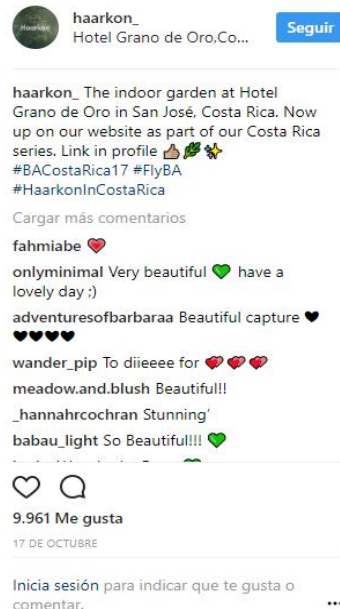 haarkon_
Hotel Grano de Oro,Co...
Seguir
haarkon_ The indoor garden at Hotel
Grano de Oro in San José, Costa Rica. Now
up on our website as part of our Costa Rica
series. Link in profile 👍🏽🌿✨
#BACostaRica17 #FlyBA
#HaarkonInCostaRica
Cargar más comentarios
fahmiabe 💗
onlyminimal Very beautiful 💚 have a
lovely day ;)
adventuresofbarbaraa Beautiful capture ♥
♥♥♥♥
wander_pip To diieeee for 💕💕💕
meadow.and.blush Beautiful!!
_hannahrcochran Stunning'
babau_light So Beautiful!!! 💚
9.961 Me gusta
17 DE OCTUBRE
Inicia sesión para indicar que te gusta o
comentar.